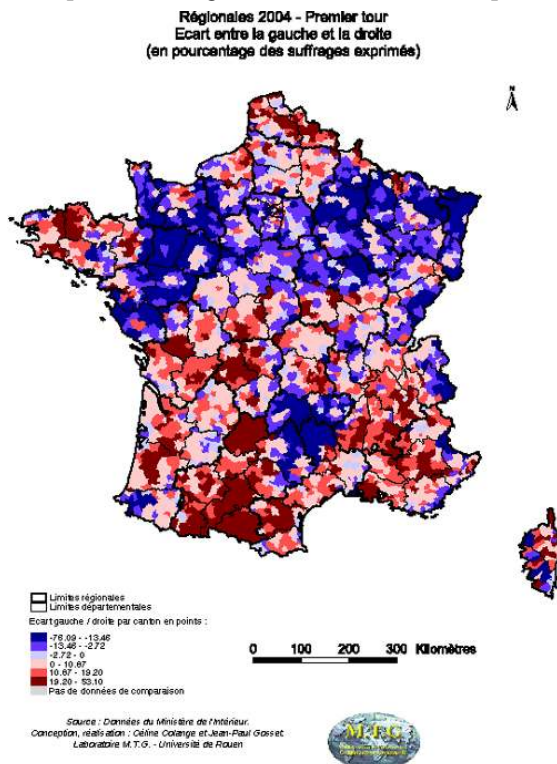 Régionales 2004 - Premier tour
Ecart entre la gauche et la droite
(en pourcentage des suffrages exprimés)
N
Limites régionales
Limites départementales
Ecart gauche / droite par canton en points :
-76.09 - -13.46
-13.46 - -2.72
-2.72 - 0
0 - 10.67
10.67 - 19.20
19.20 - 53.10
Pas de données de comparaison
0 100 200 300 Kilomètres
Source : Données du Ministère de l'Intérieur.
Conception, réalisation : Céline Colange et Jean-Paul Gosset.
Laboratoire M.T.G. - Université de Rouen
M.T.G.